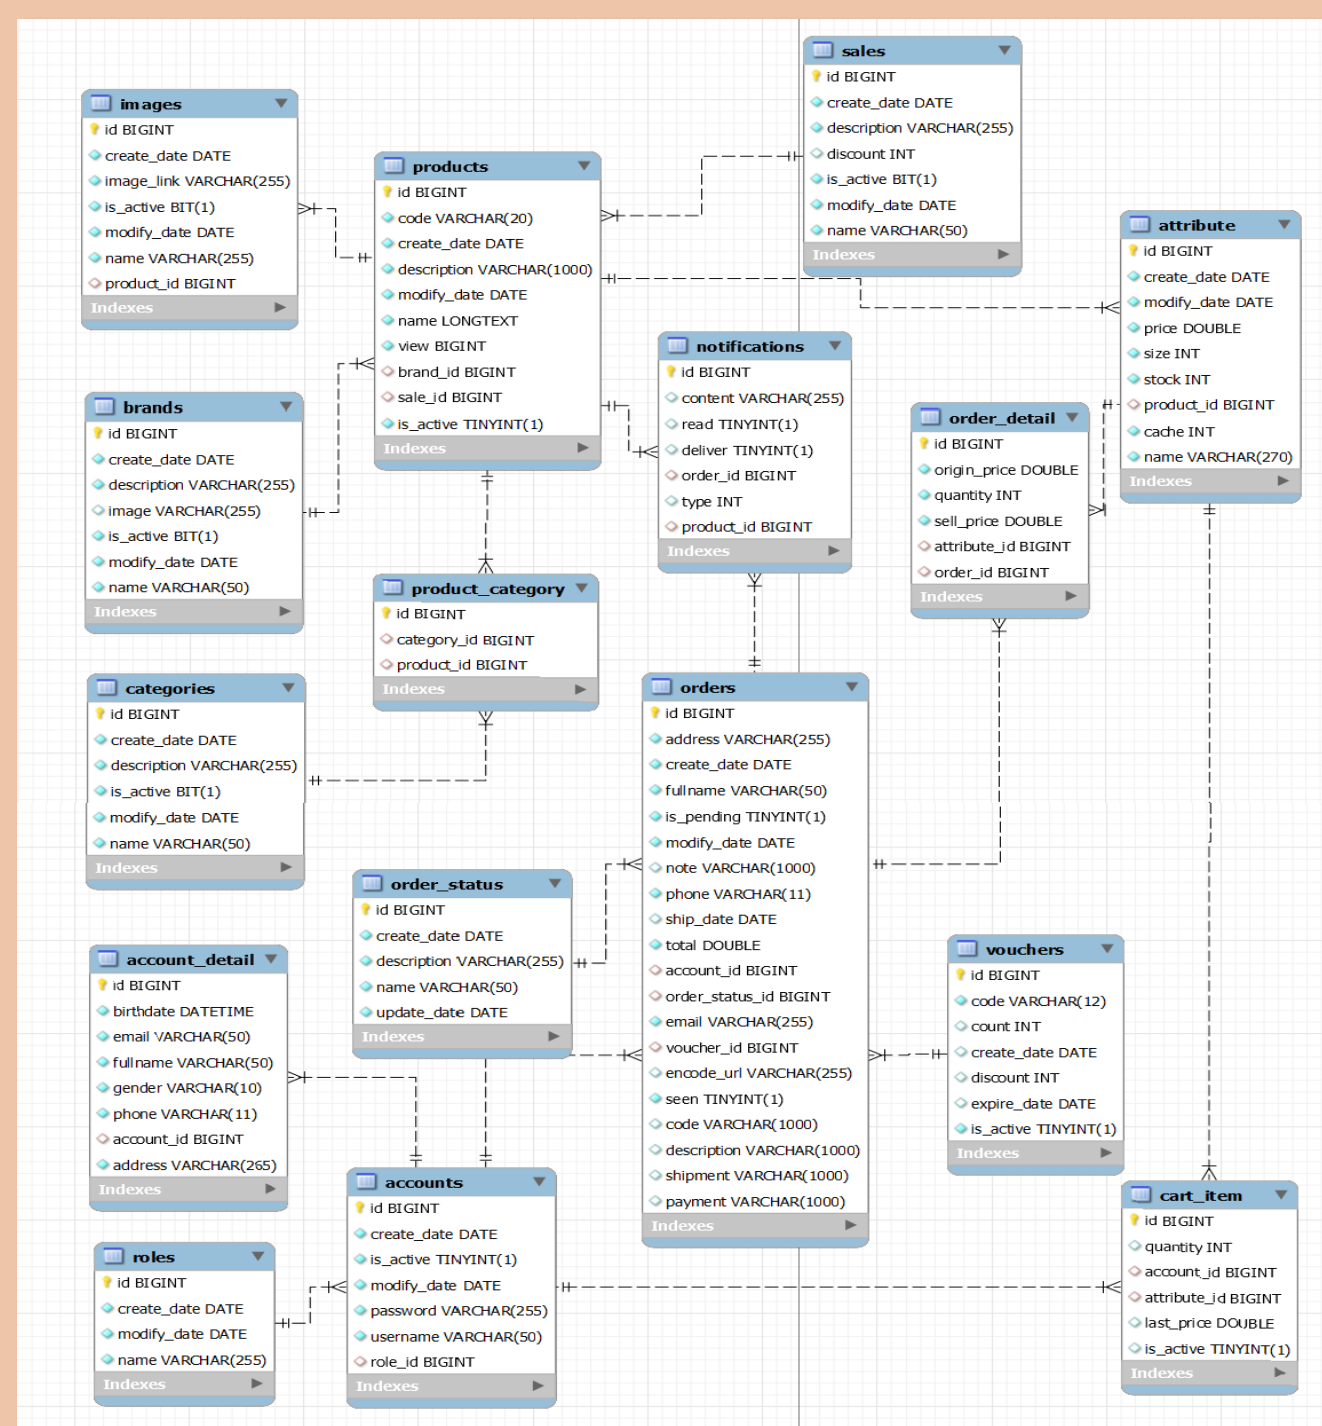 sales
id BIGINT
create_date DATE
description VARCHAR(255)
discount INT
is_active BIT(1)
modify_date DATE
name VARCHAR(50)
Indexes
images
id BIGINT
create_date DATE
image_link VARCHAR(255)
is_active BIT(1)
modify_date DATE
name VARCHAR(255)
product_id BIGINT
Indexes
products
id BIGINT
code VARCHAR(20)
create_date DATE
description VARCHAR(1000)
modify_date DATE
name LONGTEXT
view BIGINT
brand_id BIGINT
sale_id BIGINT
is_active TINYINT(1)
Indexes
attribute
id BIGINT
create_date DATE
modify_date DATE
price DOUBLE
size INT
stock INT
product_id BIGINT
cache INT
name VARCHAR(270)
Indexes
notifications
id BIGINT
content VARCHAR(255)
read TINYINT(1)
deliver TINYINT(1)
order_id BIGINT
type INT
product_id BIGINT
Indexes
brands
id BIGINT
create_date DATE
description VARCHAR(255)
image VARCHAR(255)
is_active BIT(1)
modify_date DATE
name VARCHAR(50)
Indexes
order_detail
id BIGINT
origin_price DOUBLE
quantity INT
sell_price DOUBLE
attribute_id BIGINT
order_id BIGINT
Indexes
product_category
id BIGINT
category_id BIGINT
product_id BIGINT
Indexes
categories
id BIGINT
create_date DATE
description VARCHAR(255)
is_active BIT(1)
modify_date DATE
name VARCHAR(50)
Indexes
orders
id BIGINT
address VARCHAR(255)
create_date DATE
fullname VARCHAR(50)
is_pending TINYINT(1)
modify_date DATE
note VARCHAR(1000)
phone VARCHAR(11)
ship_date DATE
total DOUBLE
account_id BIGINT
order_status_id BIGINT
email VARCHAR(255)
voucher_id BIGINT
encode_url VARCHAR(255)
seen TINYINT(1)
code VARCHAR(1000)
description VARCHAR(1000)
shipment VARCHAR(1000)
payment VARCHAR(1000)
Indexes
order_status
id BIGINT
create_date DATE
description VARCHAR(255)
name VARCHAR(50)
update_date DATE
Indexes
account_detail
id BIGINT
birthdate DATETIME
email VARCHAR(50)
fullname VARCHAR(50)
gender VARCHAR(10)
phone VARCHAR(11)
account_id BIGINT
address VARCHAR(265)
Indexes
vouchers
id BIGINT
code VARCHAR(12)
count INT
create_date DATE
discount INT
expire_date DATE
is_active TINYINT(1)
Indexes
accounts
id BIGINT
create_date DATE
is_active TINYINT(1)
modify_date DATE
password VARCHAR(255)
username VARCHAR(50)
role_id BIGINT
Indexes
cart_item
id BIGINT
quantity INT
account_id BIGINT
attribute_id BIGINT
last_price DOUBLE
is_active TINYINT(1)
Indexes
roles
id BIGINT
create_date DATE
modify_date DATE
name VARCHAR(255)
Indexes